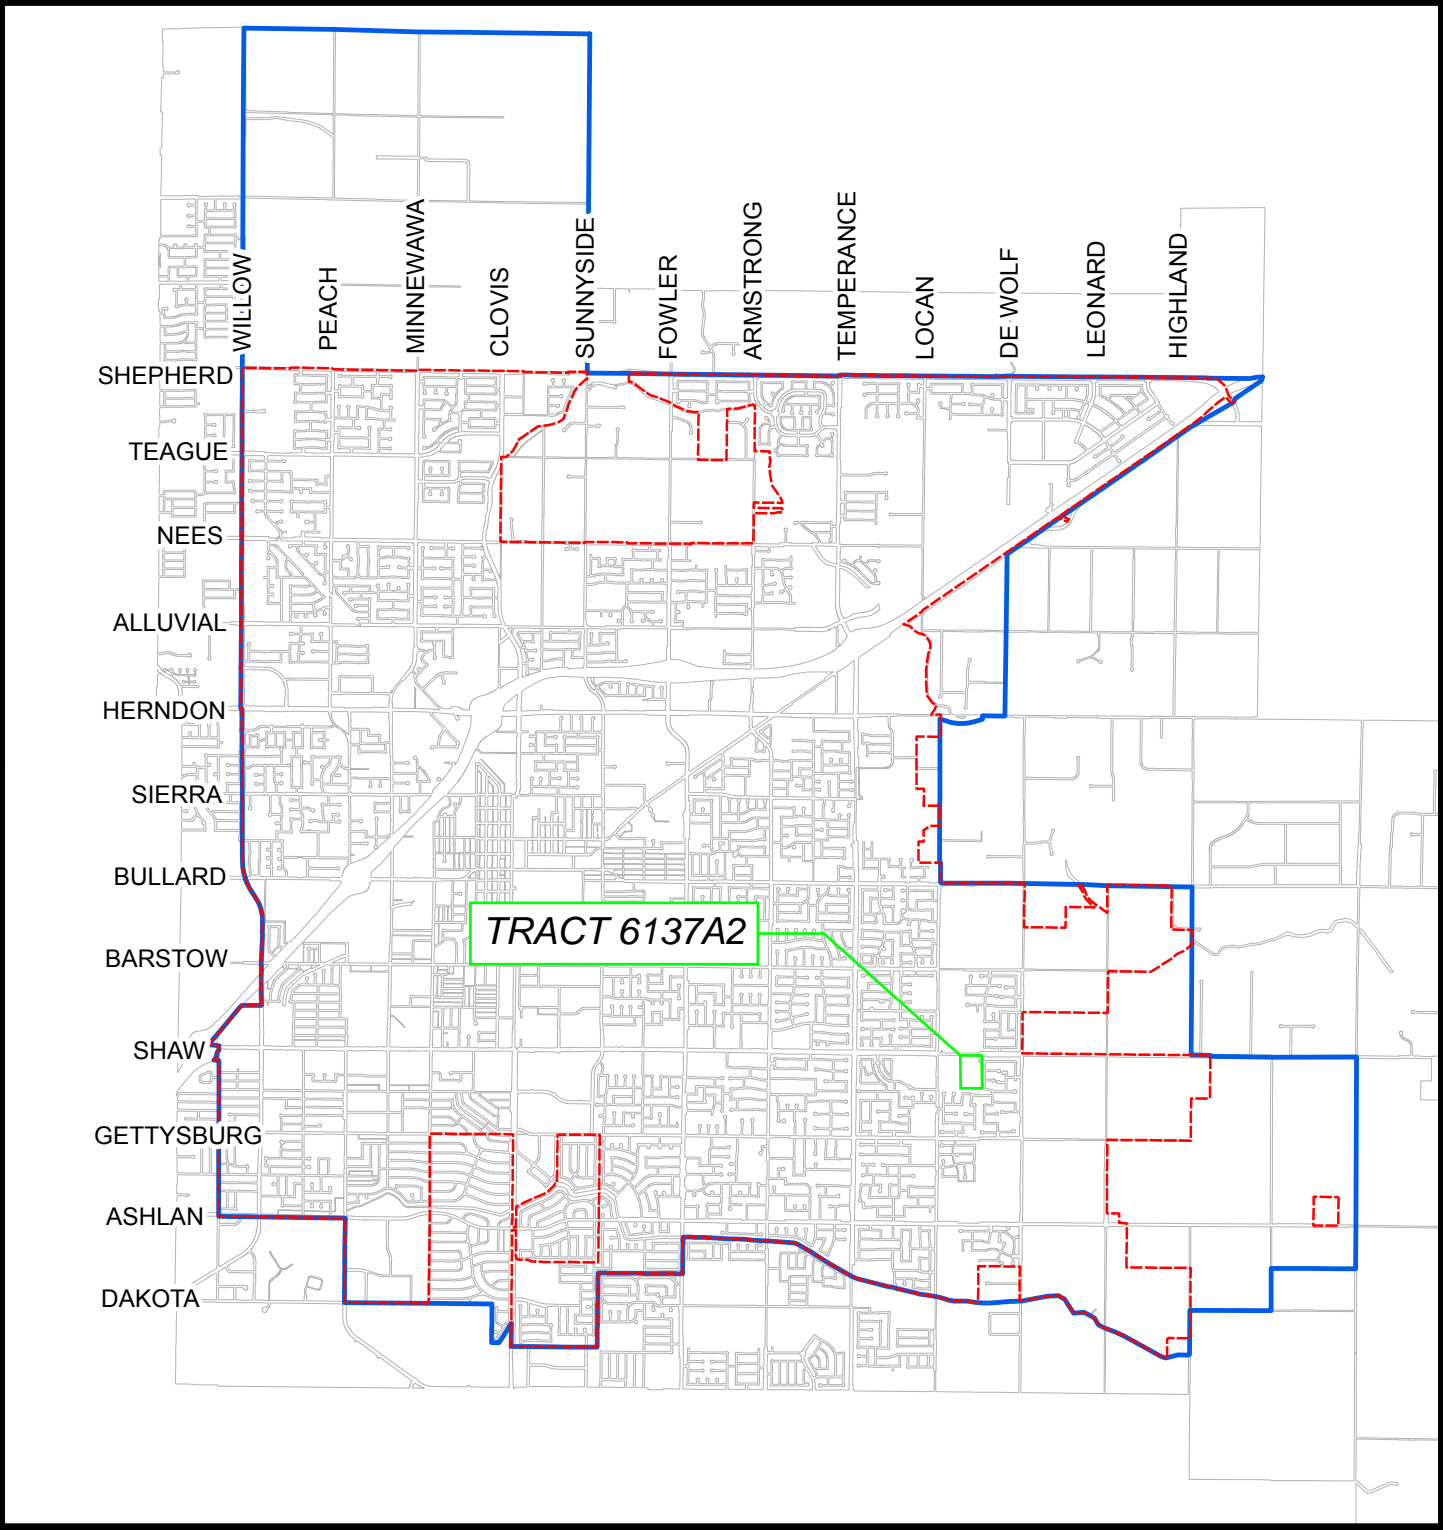 WILLOW
PEACH
MINNEWAWA
CLOVIS
SUNNYSIDE
FOWLER
ARMSTRONG
TEMPERANCE
LOCAN
DE WOLF
LEONARD
HIGHLAND
SHEPHERD
TEAGUE
NEES
ALLUVIAL
HERNDON
SIERRA
BULLARD
TRACT 6137A2
BARSTOW
SHAW
GETTYSBURG
ASHLAN
DAKOTA